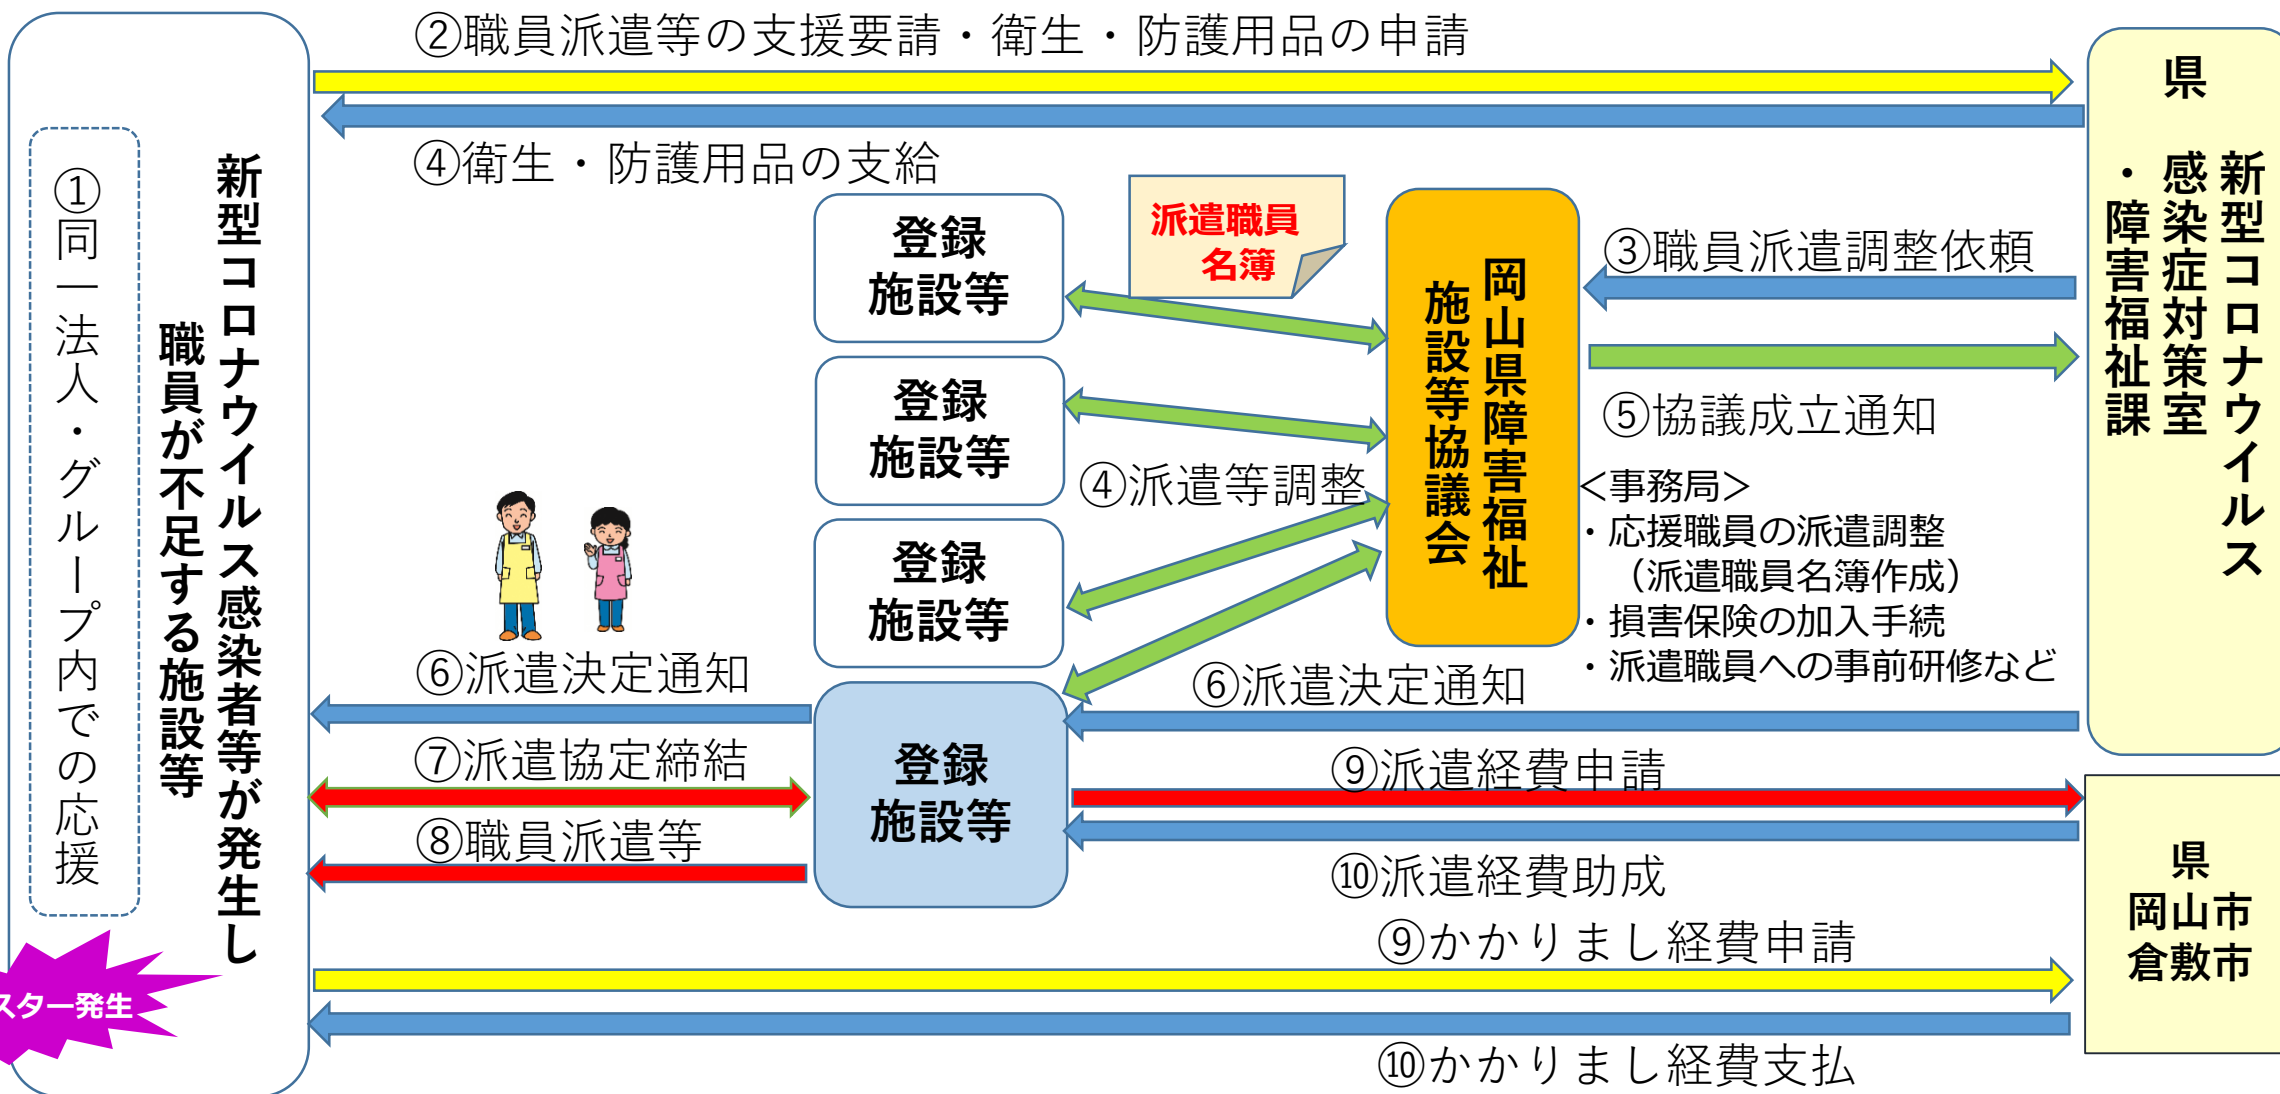 ②職員派遣等の支援要請・衛生・防護用品の申請
④衛生・防護用品の支給
①同一法人・グループ内での応援
新型コロナウイルス感染者等が発生し
職員が不足する施設等
スター発生
登録
施設等
登録
施設等
登録
施設等
登録
施設等
派遣職員
名簿
④派遣等調整
岡山県障害福祉
施設等協議会
③職員派遣調整依頼
⑤協議成立通知
<事務局>
・応援職員の派遣調整
（派遣職員名簿作成）
・損害保険の加入手続
・派遣職員への事前研修など
県
新型コロナウイルス
感染症対策室
・障害福祉課
⑥派遣決定通知
⑥派遣決定通知
⑦派遣協定締結
⑧職員派遣等
⑨派遣経費申請
⑩派遣経費助成
⑨かかりまし経費申請
⑩かかりまし経費支払
県
岡山市
倉敷市